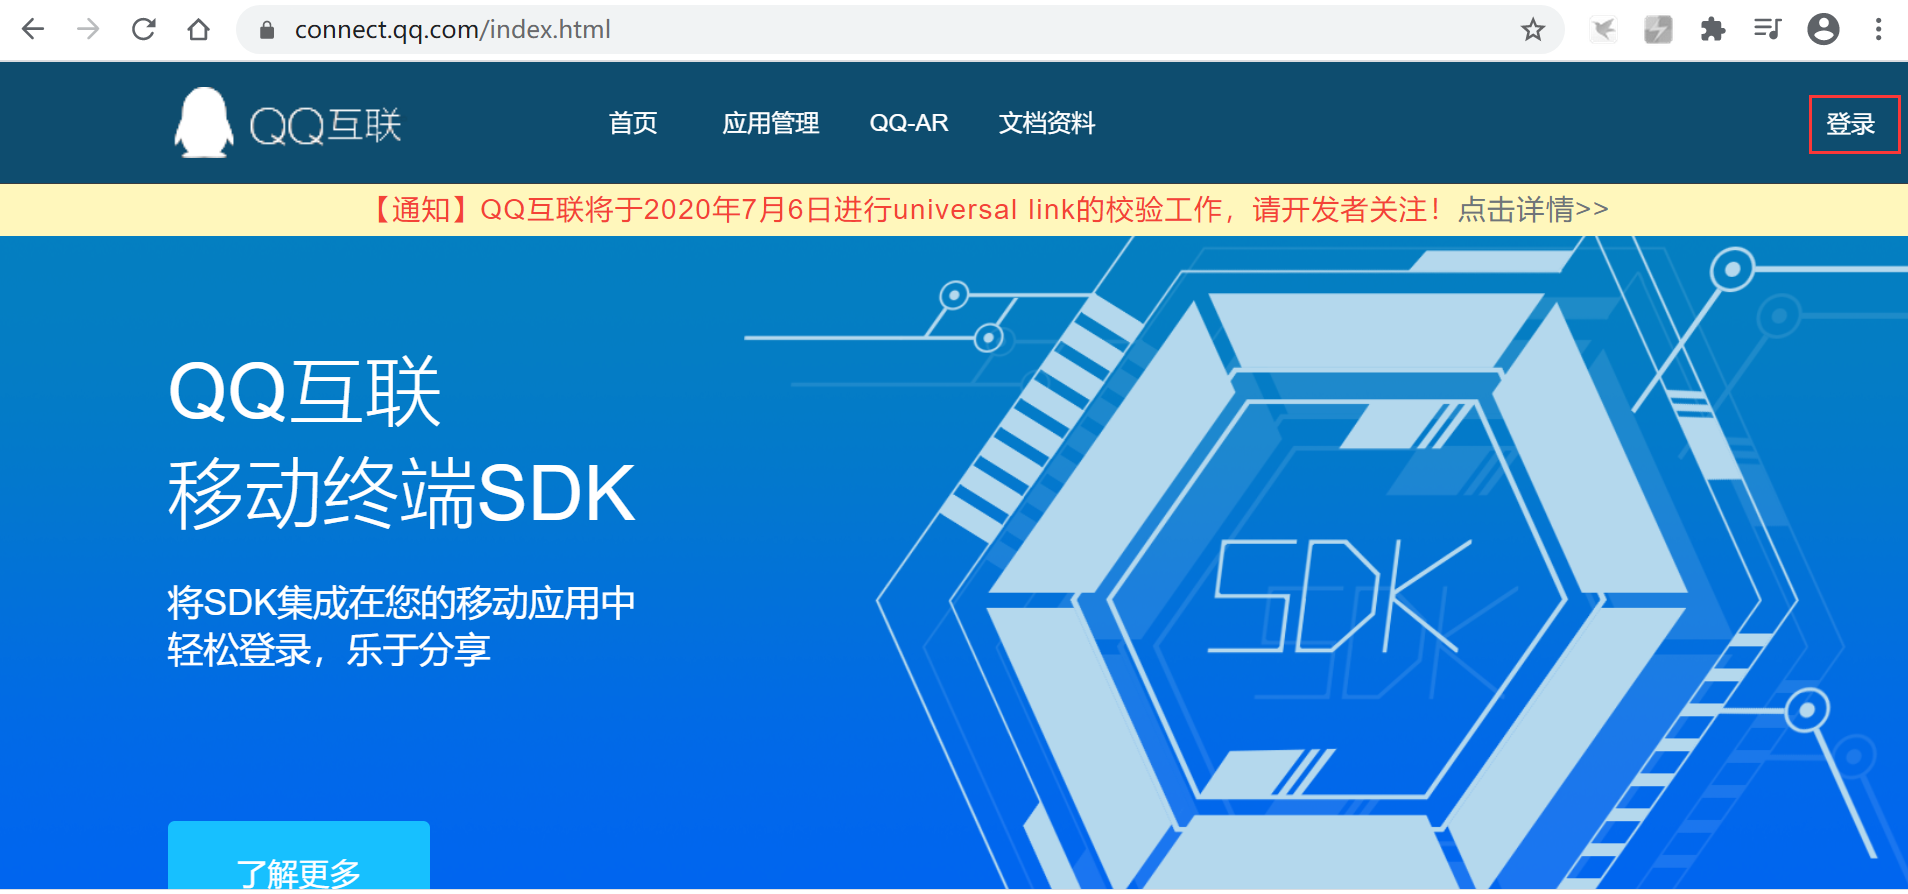 connect.qq.com/index.html
QQ互联
首页 应用管理 QQ-AR 文档资料
登录
【通知】QQ互联将于2020年7月6日进行universal link的校验工作，请开发者关注！点击详情>>
QQ互联
移动终端SDK
将SDK集成在您的移动应用中
轻松登录，乐于分享
SDK
了解更多